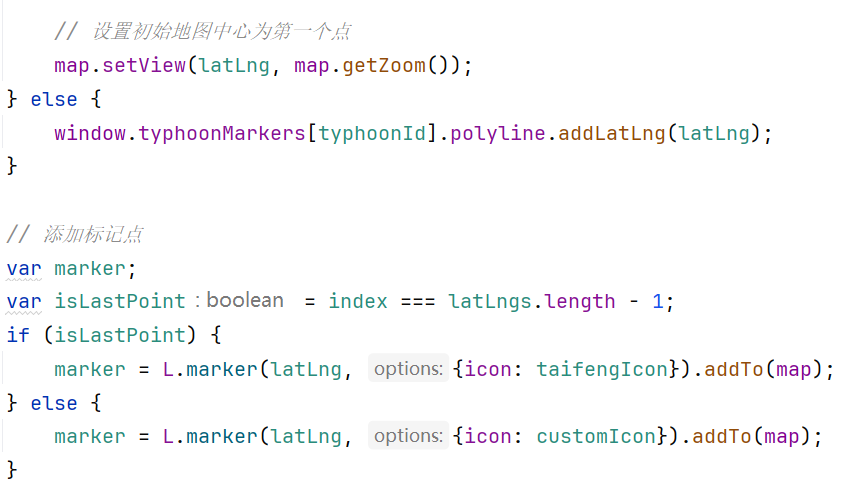 // 设置初始地图中心为第一个点
map.setView(latLng, map.getZoom());
} else {
window.typhoonMarkers[typhoonId].polyline.addLatLng(latLng);
}
// 添加标记点
var marker;
var isLastPoint : boolean = index === latLngs.length - 1;
if (isLastPoint) {
marker = L.marker(latLng, options: {icon: taifengIcon}).addTo(map);
} else {
marker = L.marker(latLng, options: {icon: customIcon}).addTo(map);
}